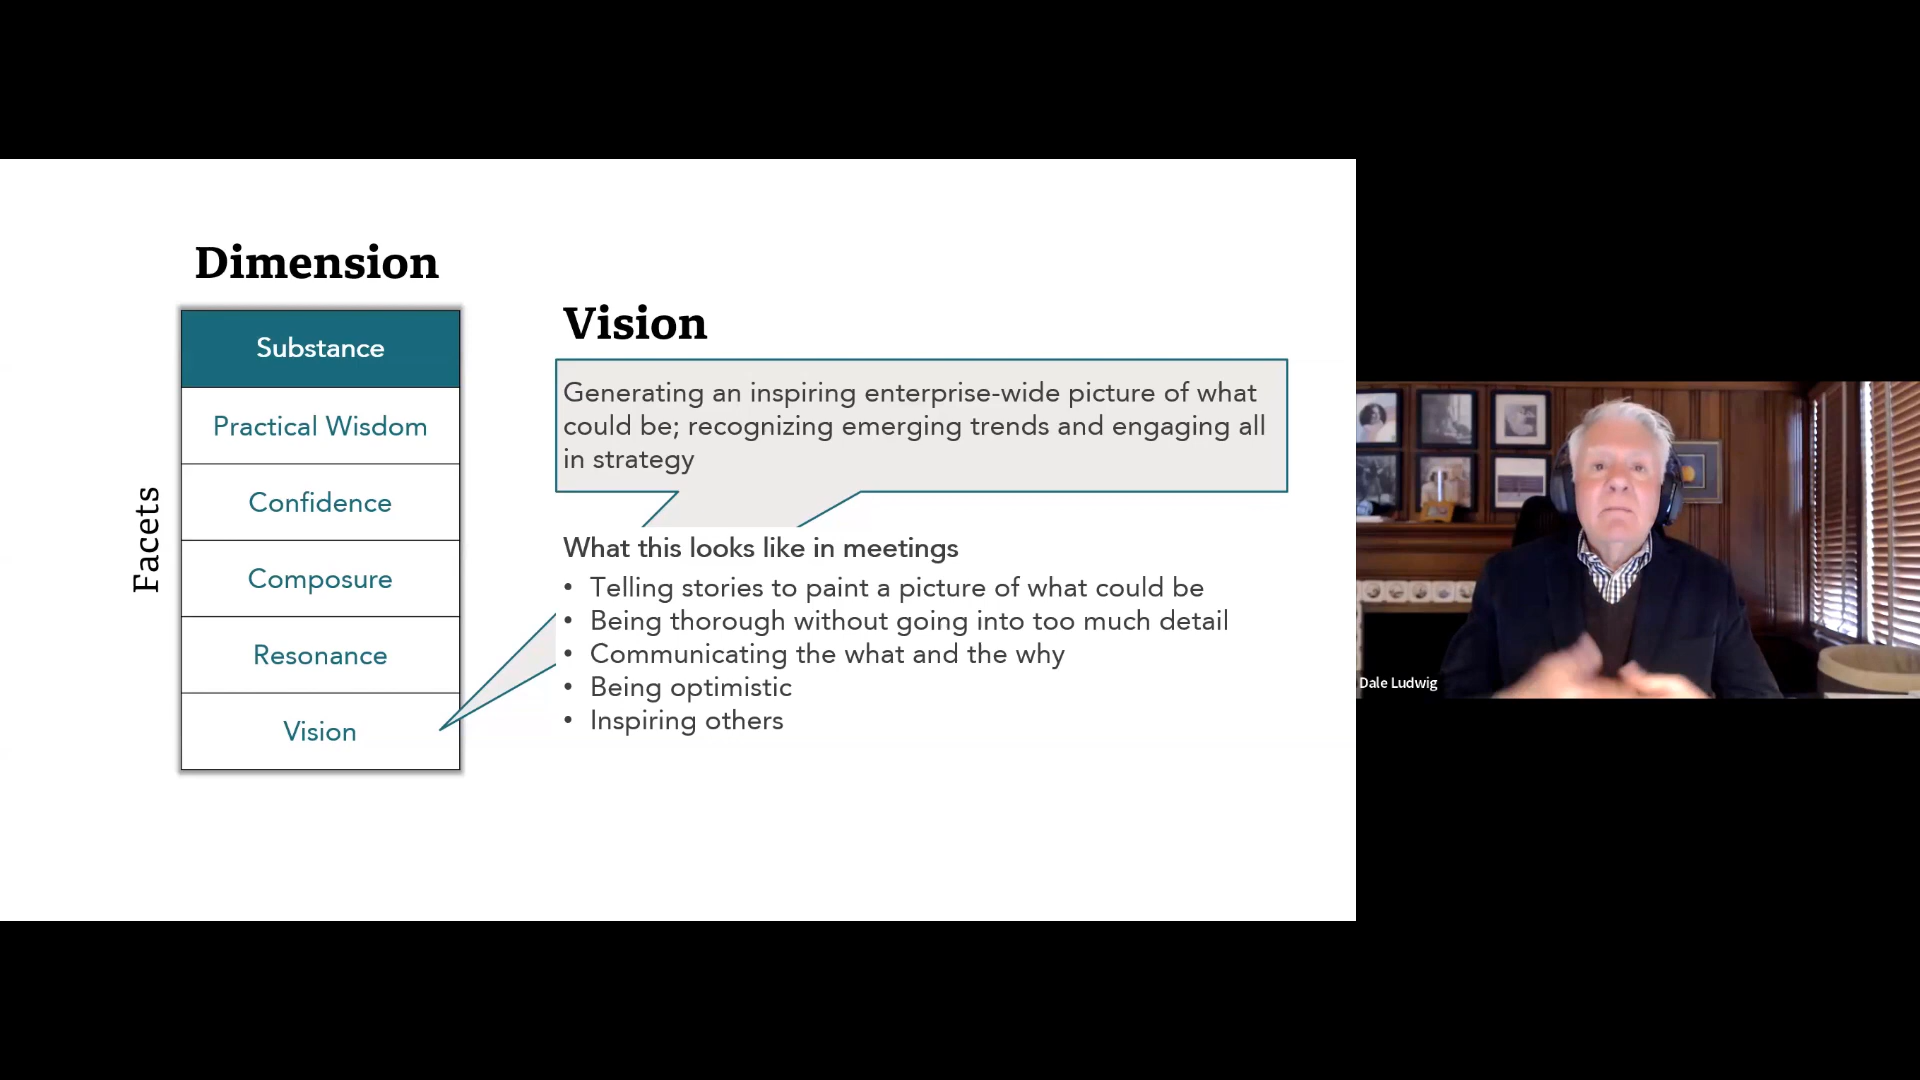 Dimension
Substance
Practical Wisdom
Confidence
Composure
Resonance
Vision
Facets
Vision
Generating an inspiring enterprise-wide picture of what
could be; recognizing emerging trends and engaging all
in strategy
What this looks like in meetings
• Telling stories to paint a picture of what could be
• Being thorough without going into too much detail
• Communicating the what and the why
• Being optimistic
• Inspiring others
Dale Ludwig